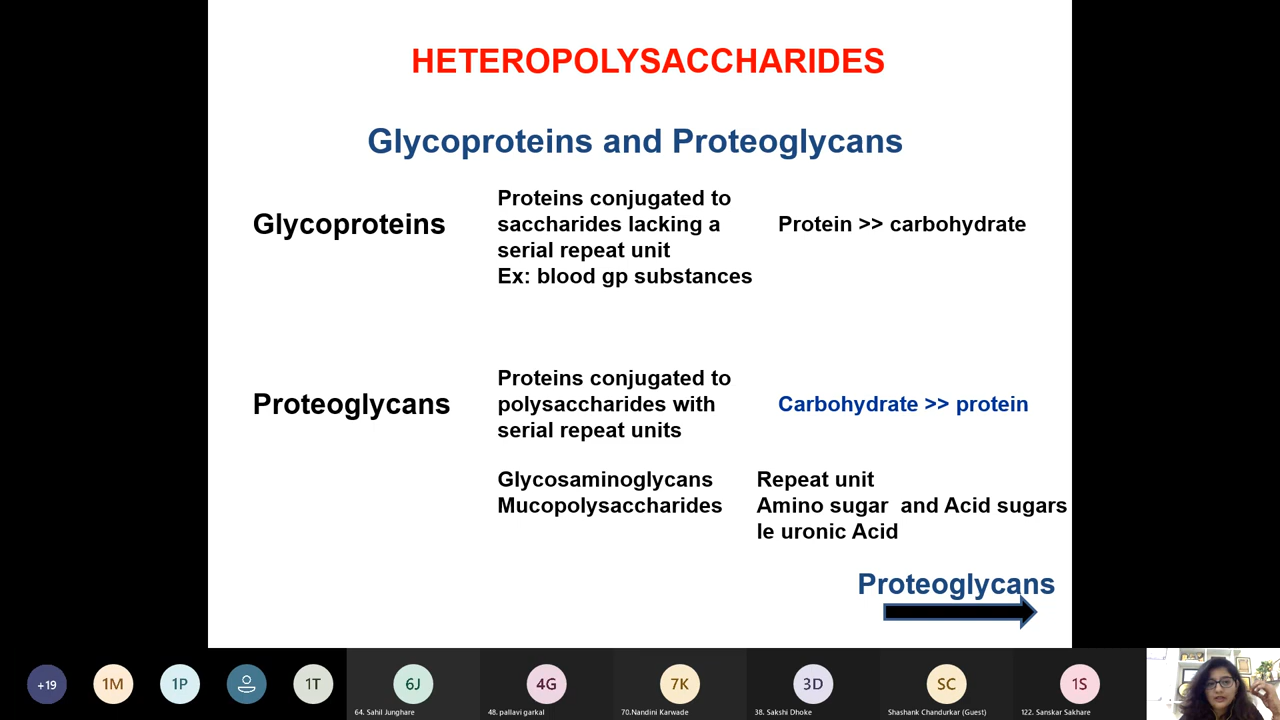 HETEROPOLYSACCHARIDES
Glycoproteins and Proteoglycans
Glycoproteins
Proteins conjugated to
saccharides lacking a
serial repeat unit
Ex: blood gp substances
Protein >> carbohydrate
Proteoglycans
Proteins conjugated to
polysaccharides with
serial repeat units
Carbohydrate >> protein
Glycosaminoglycans
Mucopolysaccharides
Repeat unit
Amino sugar and Acid sugars
Ie uronic Acid
Proteoglycans
+19
1M
1P
1T
6J
64. Sahil Junghare
4G
48. pallavi garkal
7K
70.Nandini Karwade
3D
38. Sakshi Dhoke
SC
Shashank Chandurkar (Guest)
1S
122. Sanskar Sakhare